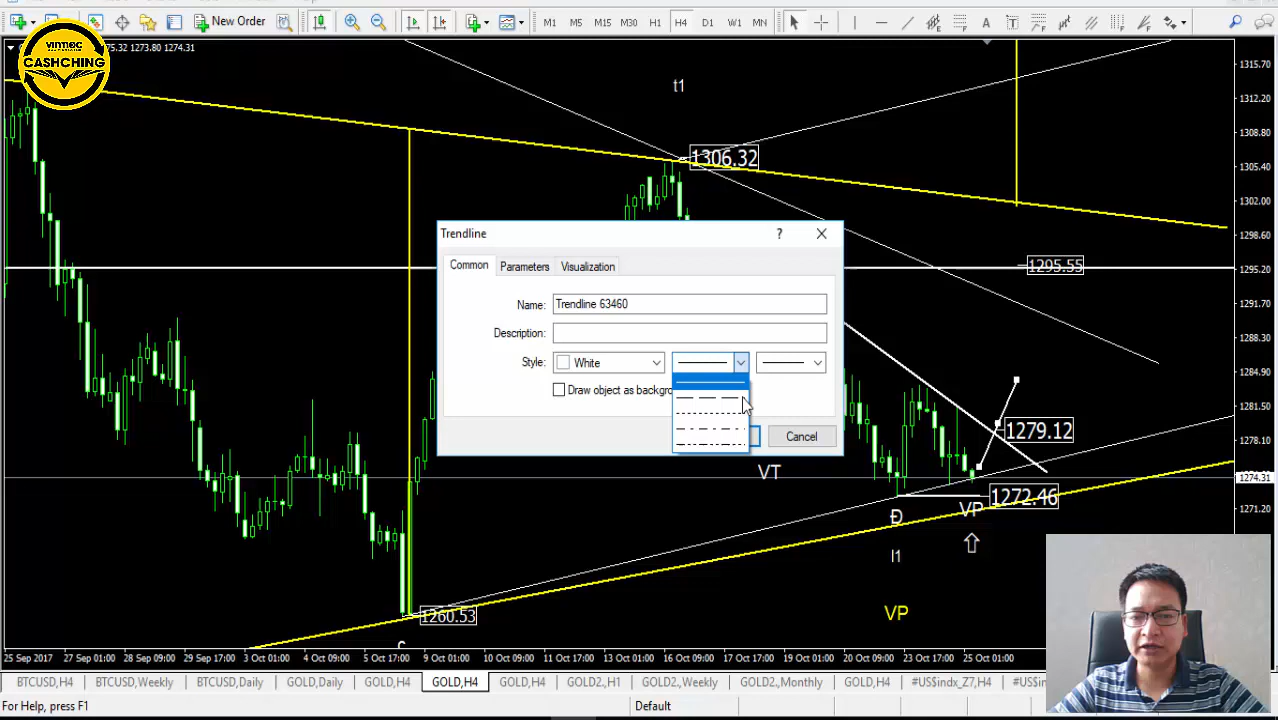 New Order
M1 M5 M15 M30 H1 H4 D1 W1 MN
CASHCHING
75.32 1273.80 1274.31
t1
1306.32
1295.55
1279.12
1272.46
1260.53
VT
Đ
VP
VP
Trendline
?
Common Parameters Visualization
Name: Trendline 63460
Description:
Style: White
Draw object as backgro
Cancel
1315.70
1312.20
1308.80
1305.40
1302.00
1298.60
1295.20
1291.70
1288.30
1284.90
1281.50
1278.10
1274.31
1271.20
25 Sep 2017 27 Sep 01:00 28 Sep 09:00 29 Sep 17:00 3 Oct 01:00 4 Oct 09:00 5 Oct 17:00 9 Oct 01:00 10 Oct 09:00 11 Oct 17:00 13 Oct 01:00 16 Oct 09:00 17 Oct 17:00 19 Oct 01:00 20 Oct 09:00 23 Oct 17:00 25 Oct 01:00
BTCUSD,H4 BTCUSD,Weekly BTCUSD,Daily GOLD,Daily GOLD,H4 GOLD,H4 GOLD,H4 GOLD2.,H1 GOLD2.,Weekly GOLD2.,Monthly GOLD,H4 #US$indx_Z7,H4 #US$in
For Help, press F1
Default